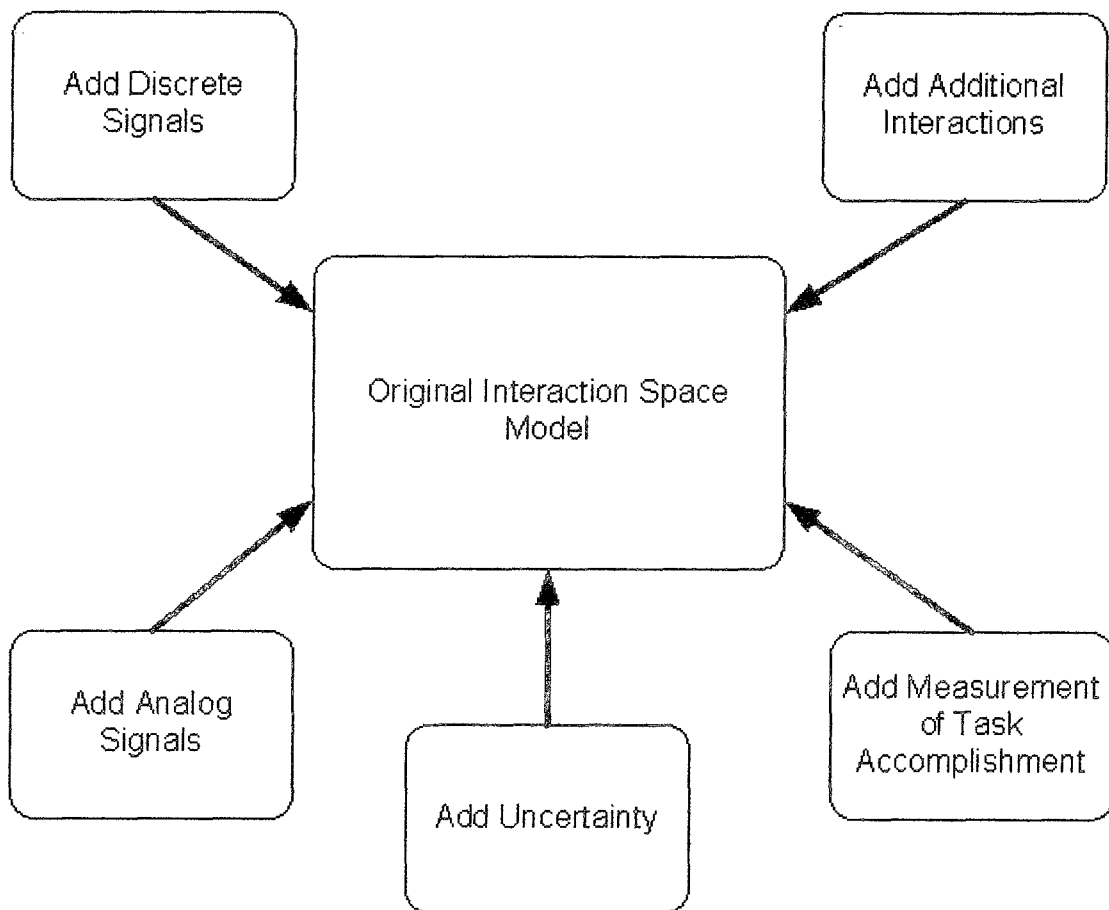 Add Discrete
Signals
Add Additional
Interactions
Original Interaction Space
Model
Add Analog
Signals
Add Uncertainty
Add Measurement
of Task
Accomplishment